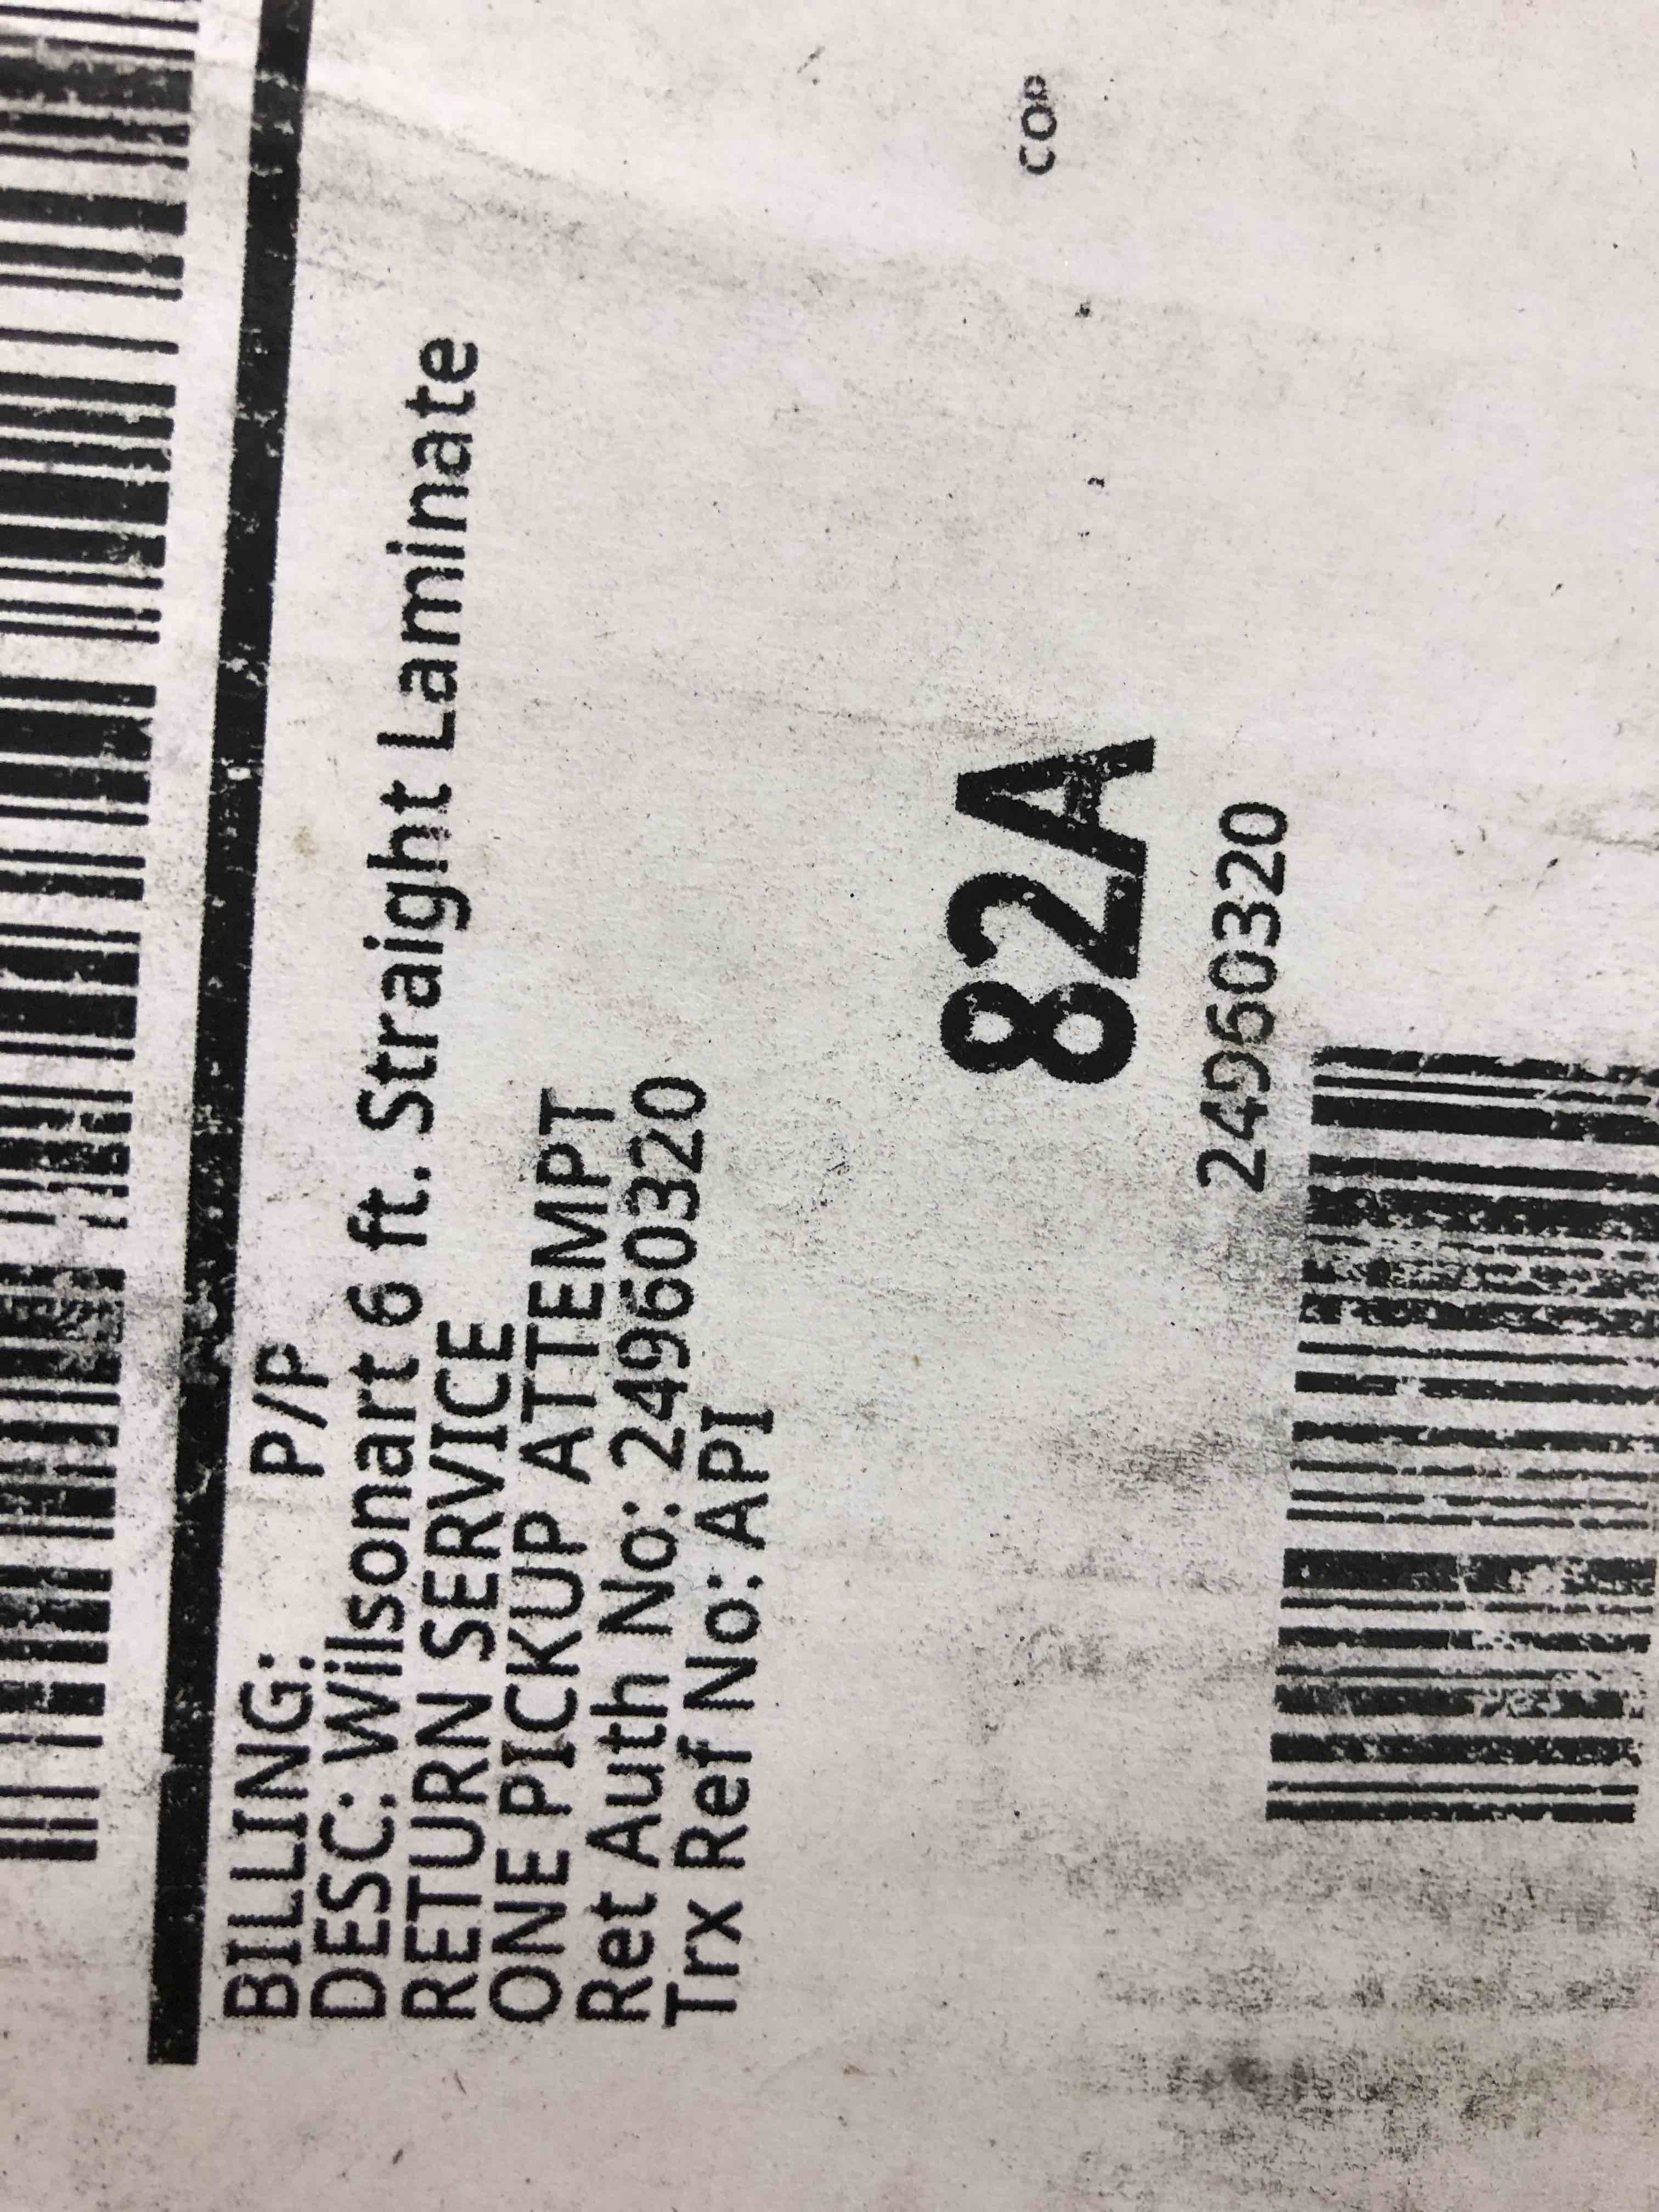 BILLING: P/P
DESC: Wilsonart 6 ft. Straight Laminate
RETURN SERVICE
ONE PICKUP ATTEMPT
Ret Auth No: 24960320
Trx Ref No: API
82A
24960320